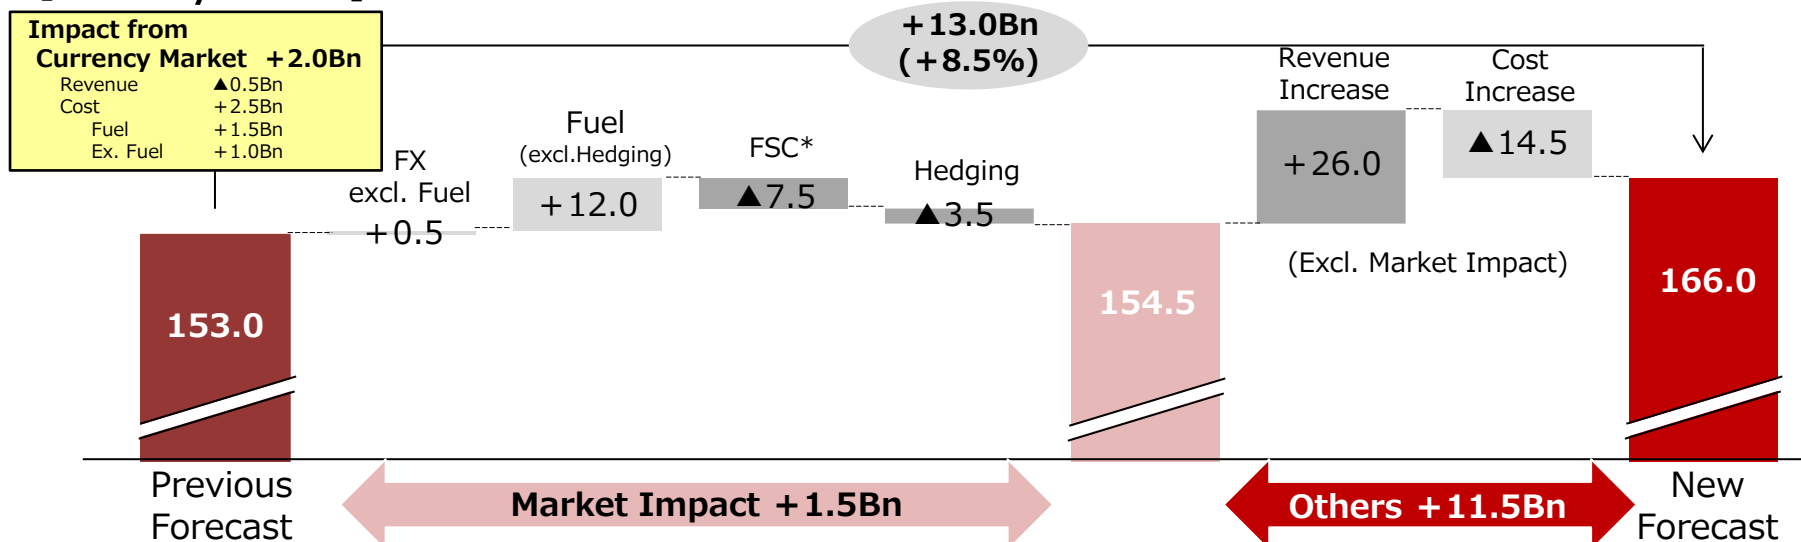 Impact from
Currency Market +2.0Bn
Revenue ▲0.5Bn
Cost +2.5Bn
Fuel +1.5Bn
Ex. Fuel +1.0Bn
+13.0Bn
(+8.5%)
FX
excl. Fuel
+0.5
Fuel
(excl.Hedging)
+12.0
FSC*
▲7.5
Hedging
▲3.5
Revenue
Increase
+26.0
Cost
Increase
▲14.5
(Excl. Market Impact)
153.0
154.5
166.0
Previous
Forecast
Market Impact +1.5Bn
Others +11.5Bn
New
Forecast